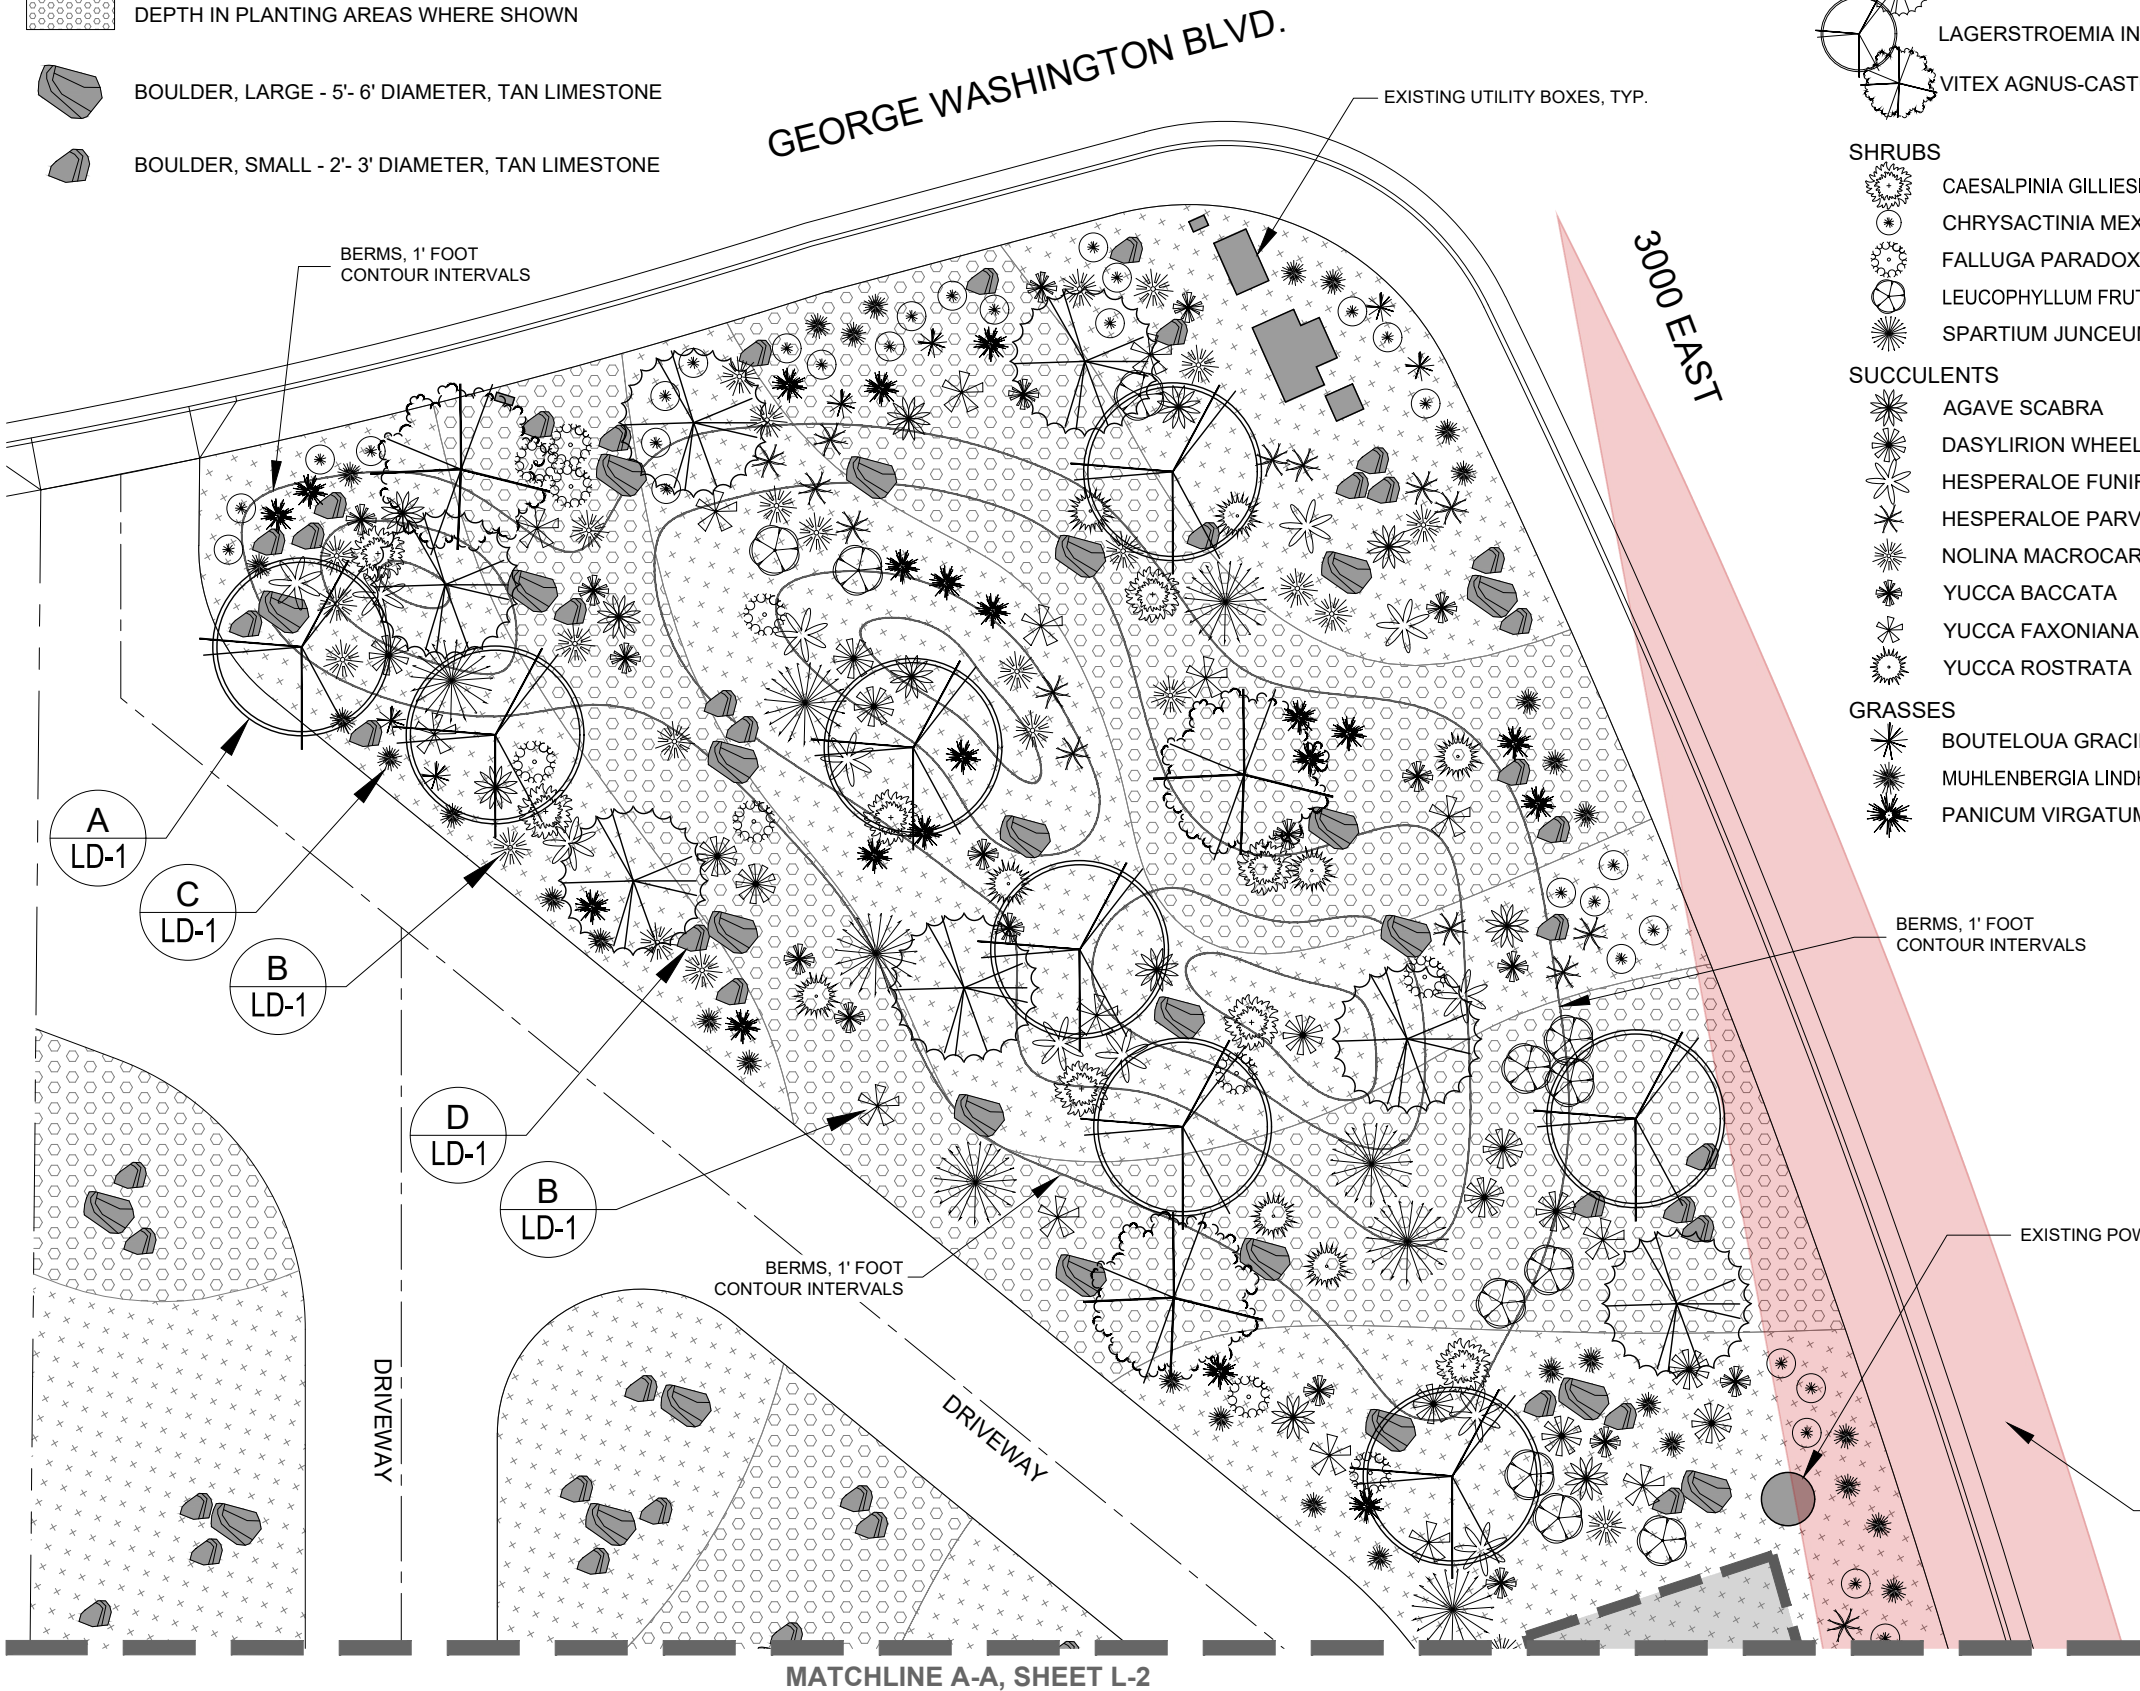 DEPTH IN PLANTING AREAS WHERE SHOWN
BOULDER, LARGE - 5'- 6' DIAMETER, TAN LIMESTONE
BOULDER, SMALL - 2'- 3' DIAMETER, TAN LIMESTONE
GEORGE WASHINGTON BLVD.
EXISTING UTILITY BOXES, TYP.
BERMS, 1' FOOT
CONTOUR INTERVALS
3000 EAST
LAGERSTROEMIA IN
VITEX AGNUS-CAST
SHRUBS
CAESALPINIA GILLIES
CHRYSACTINIA MEX
FALLUGA PARADOX
LEUCOPHYLLUM FRUT
SPARTIUM JUNCEU
SUCCULENTS
AGAVE SCABRA
DASYLIRION WHEEL
HESPERALOE FUNIF
HESPERALOE PARV
NOLINA MACROCAR
YUCCA BACCATA
YUCCA FAXONIANA
YUCCA ROSTRATA
GRASSES
BOUTELOUA GRACI
MUHLENBERGIA LIND
PANICUM VIRGATUM
A
LD-1
C
LD-1
B
LD-1
D
LD-1
B
LD-1
BERMS, 1' FOOT
CONTOUR INTERVALS
BERMS, 1' FOOT
CONTOUR INTERVALS
EXISTING POW
DRIVEWAY
DRIVEWAY
MATCHLINE A-A, SHEET L-2